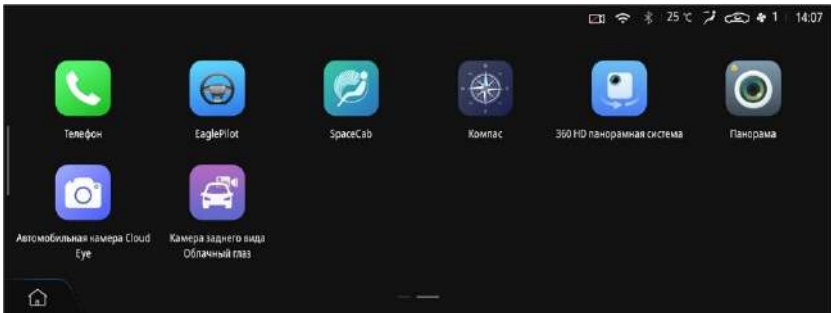 25 ℃ 1 14:07
Телефон EaglePilot SpaceCab Компас 360 HD панорамная система Панорама
Автомобильная камера Cloud Камера заднего вида
Eye Облачный глаз